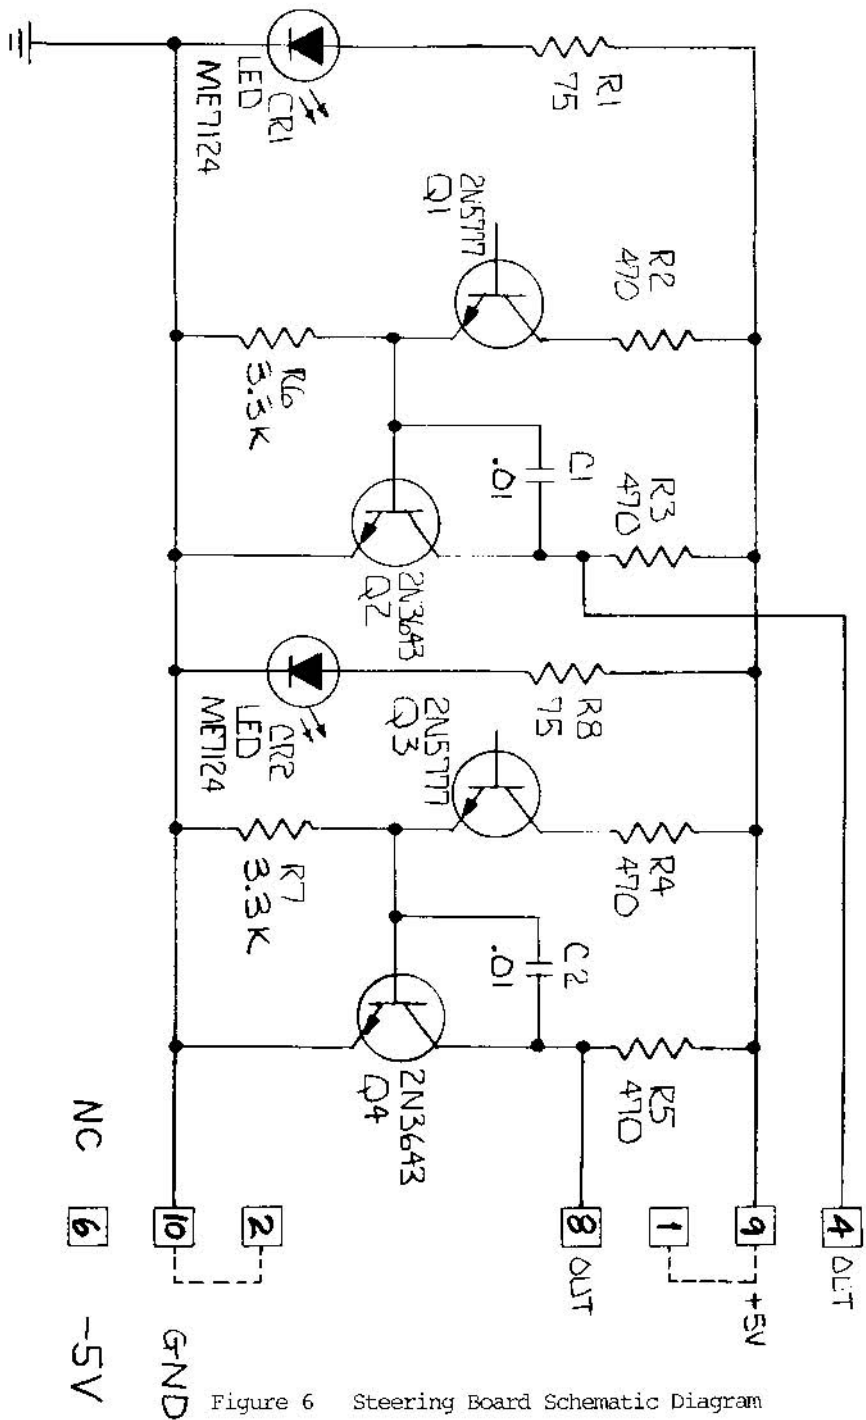 R1
75
CR1
LED
ME7124
2N5777
Q1
R2
470
R6
3.3K
C1
.01
R3
470
2N3643
Q2
R8
75
CR2
LED
ME7124
2N5777
Q3
R4
470
R7
3.3K
C2
.01
R5
470
2N3643
Q4
4 OUT
9 +5V
1
8 OUT
2
10 GND
NC 6 -5V
Figure 6 Steering Board Schematic Diagram